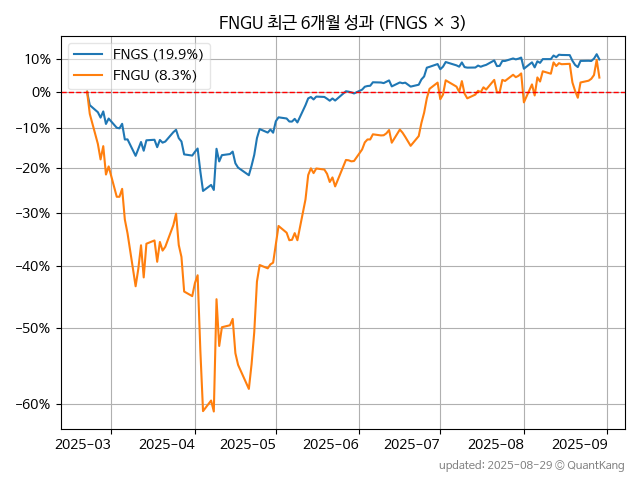 FNGU 최근 6개월 성과 (FNGS × 3)
FNGS (19.9%)
FNGU (8.3%)
10%
0%
−10%
−20%
−30%
−40%
−50%
−60%
2025−03 2025−04 2025−05 2025−06 2025−07 2025−08 2025−09
updated: 2025-08-29 © QuantKang